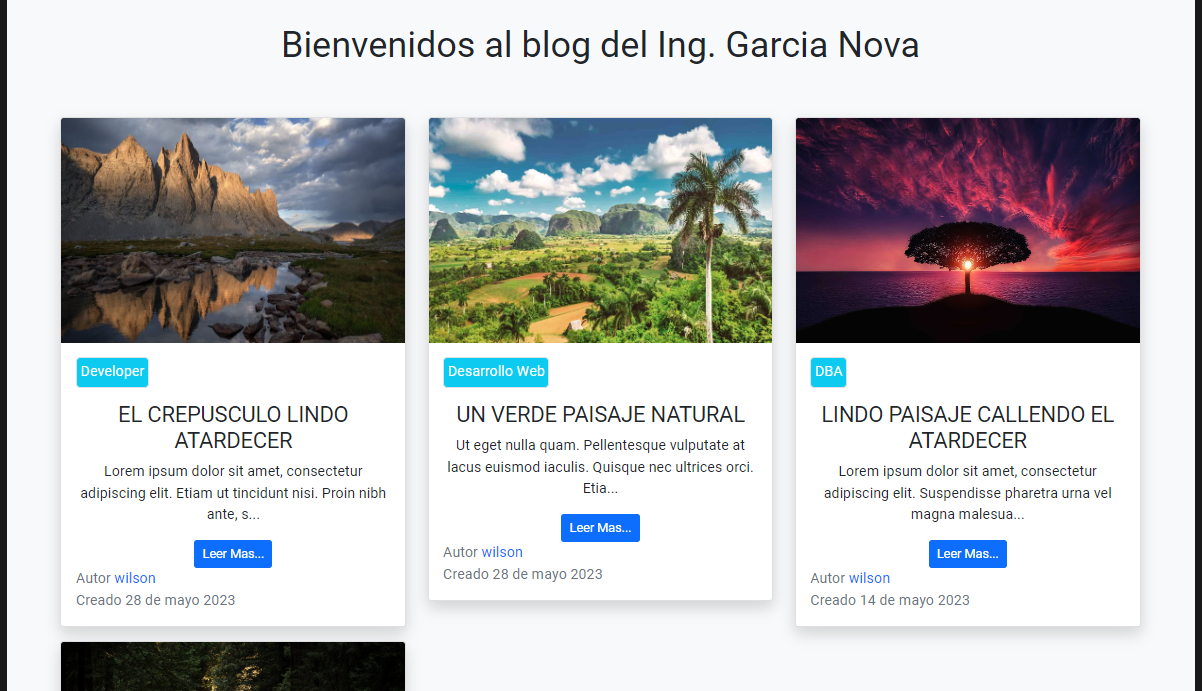 Bienvenidos al blog del Ing. Garcia Nova
Developer
EL CREPUSCULO LINDO
ATARDECER
Lorem ipsum dolor sit amet, consectetur
adipiscing elit. Etiam ut tincidunt nisi. Proin nibh
ante, s...
Leer Mas...
Autor wilson
Creado 28 de mayo 2023
Desarrollo Web
UN VERDE PAISAJE NATURAL
Ut eget nulla quam. Pellentesque vulputate at
lacus euismod iaculis. Quisque nec ultrices orci.
Etia...
Leer Mas...
Autor wilson
Creado 28 de mayo 2023
DBA
LINDO PAISAJE CALLENDO EL
ATARDECER
Lorem ipsum dolor sit amet, consectetur
adipiscing elit. Suspendisse pharetra urna vel
magna malesua...
Leer Mas...
Autor wilson
Creado 14 de mayo 2023